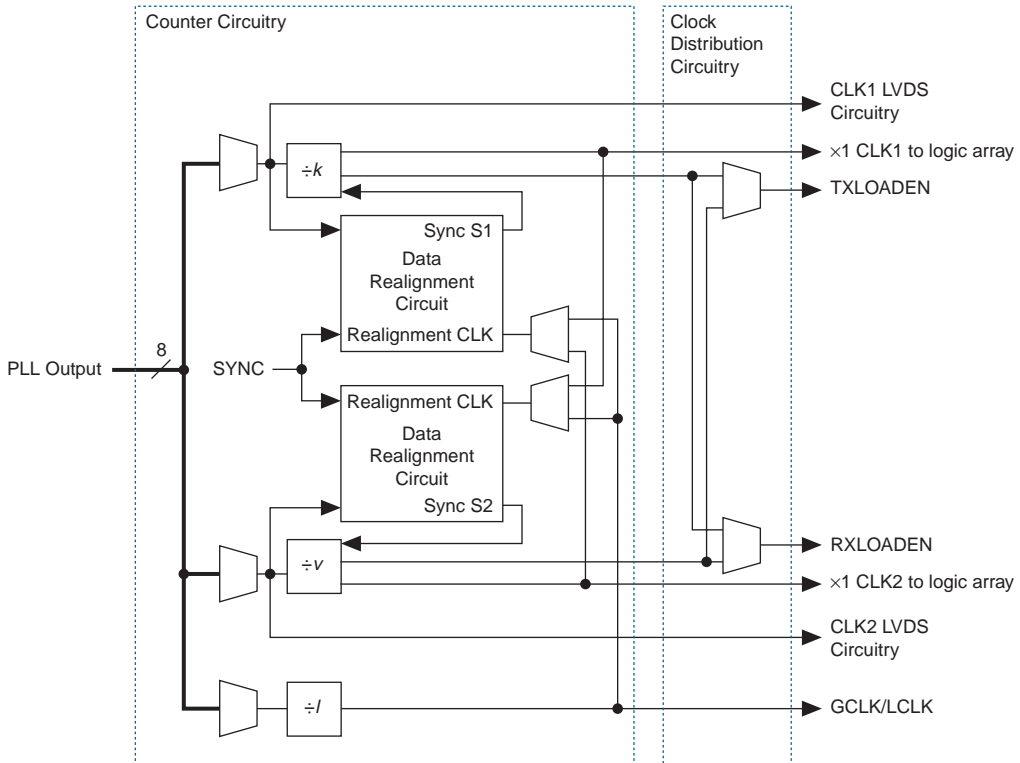 Counter Circuitry
Clock
Distribution
Circuitry
CLK1 LVDS
Circuitry
×1 CLK1 to logic array
÷k
TXLOADEN
Sync S1
Data
Realignment
Circuit
Realignment CLK
8
PLL Output
SYNC
Realignment CLK
Data
Realignment
Circuit
Sync S2
RXLOADEN
÷v
×1 CLK2 to logic array
CLK2 LVDS
Circuitry
÷l
GCLK/LCLK